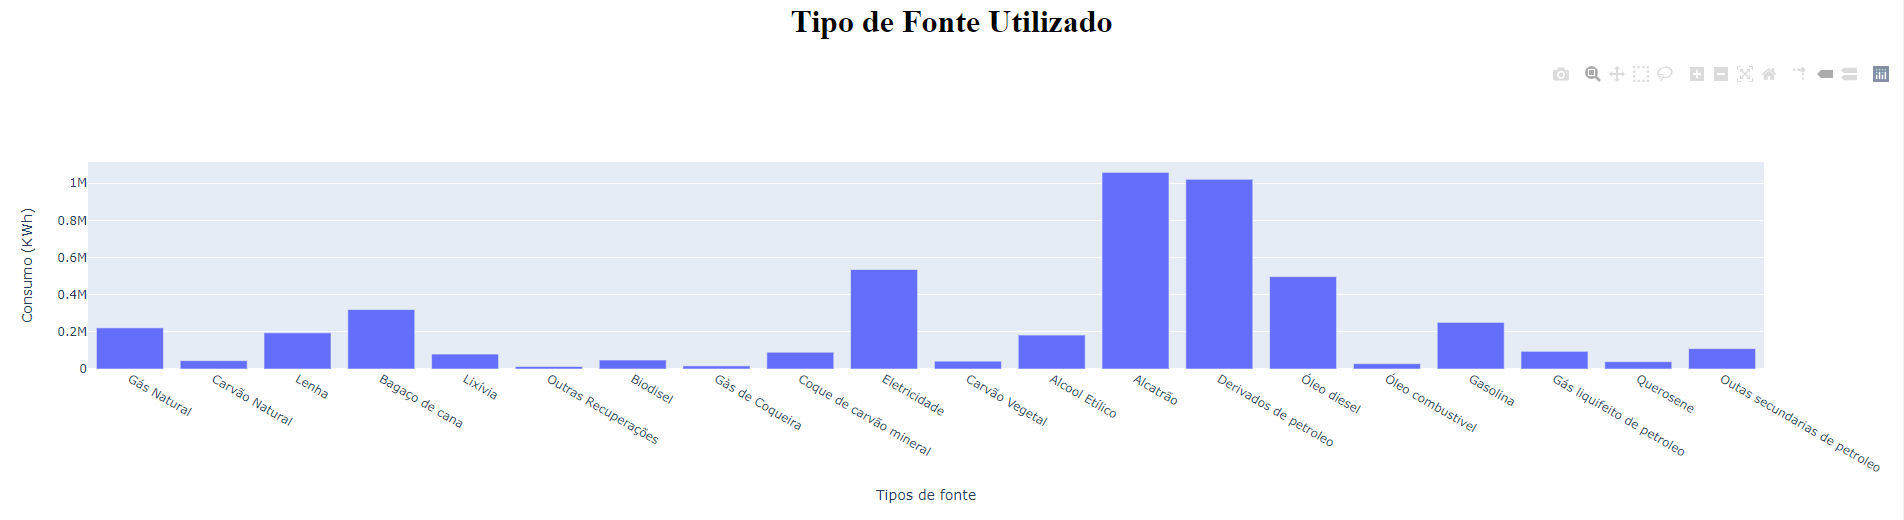 Tipo de Fonte Utilizado
1M
0.8M
0.6M
0.4M
0.2M
0
Consumo (KWh)
Gás Natural
Carvão Natural
Lenha
Bagaço de cana
Lixívia
Outras Recuperações
Biodisel
Gàs de Coqueira
Coque de carvão mineral
Eletricidade
Carvão Vegetal
Alcool Etílico
Alcatrão
Derivados de petroleo
Óleo diesel
Óleo combustivel
Gasolina
Gás liquifeito de petroleo
Querosene
Outas secundarias de petroleo
Tipos de fonte